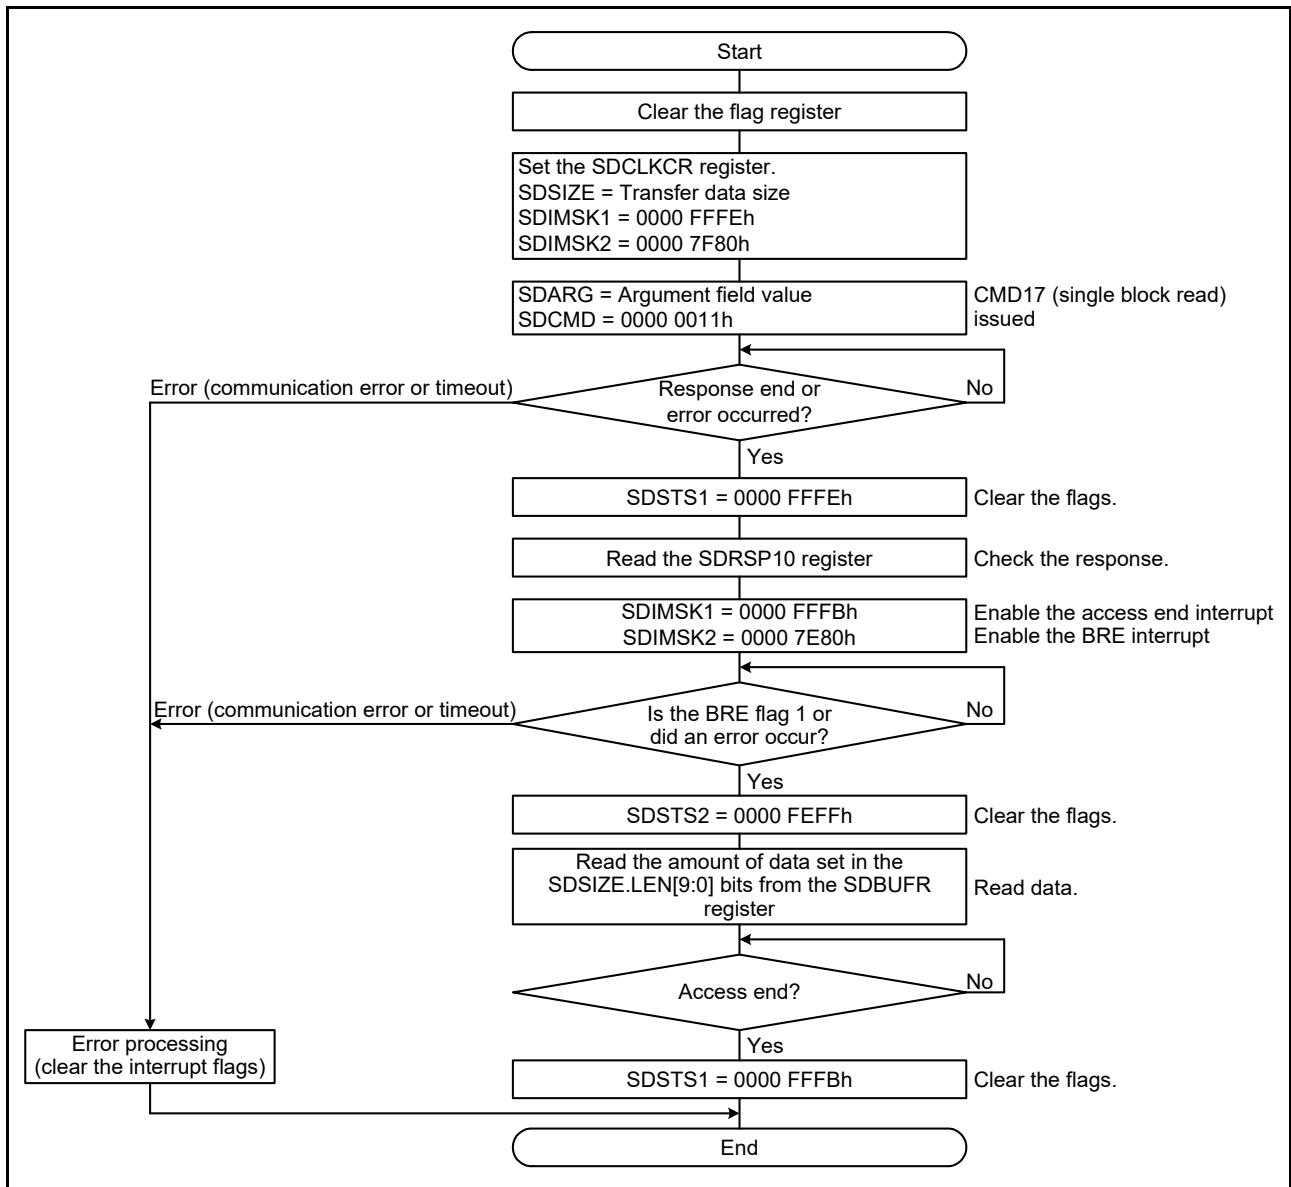 Start
Clear the flag register
Set the SDCLKCR register.
SDSIZE = Transfer data size
SDIMSK1 = 0000 FFFEh
SDIMSK2 = 0000 7F80h
SDARG = Argument field value
SDCMD = 0000 0011h
CMD17 (single block read)
issued
Error (communication error or timeout)
Response end or
error occurred?
No
Yes
SDSTS1 = 0000 FFFEh
Clear the flags.
Read the SDRSP10 register
Check the response.
SDIMSK1 = 0000 FFFBh
SDIMSK2 = 0000 7E80h
Enable the access end interrupt
Enable the BRE interrupt
Error (communication error or timeout)
Is the BRE flag 1 or
did an error occur?
No
Yes
SDSTS2 = 0000 FEFFh
Clear the flags.
Read the amount of data set in the
SDSIZE.LEN[9:0] bits from the SDBUFR
register
Read data.
Access end?
No
Yes
Error processing
(clear the interrupt flags)
SDSTS1 = 0000 FFFBh
Clear the flags.
End